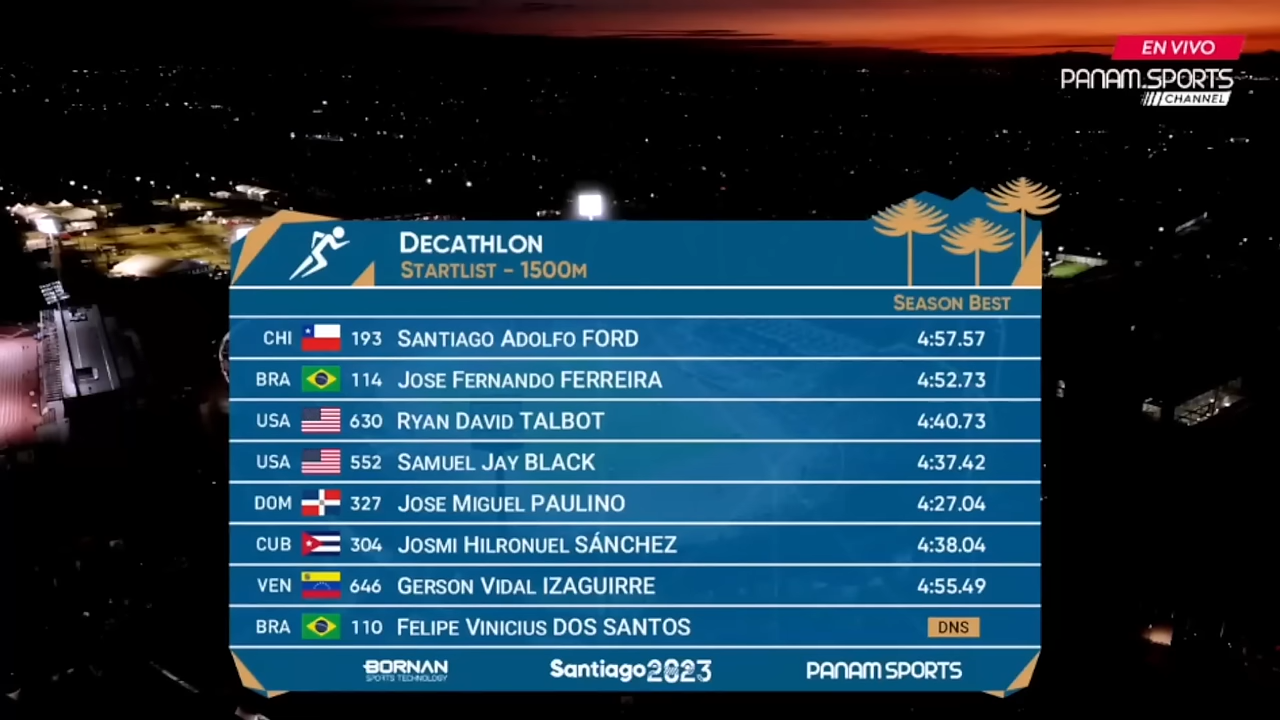 EN VIVO
PANAM SPORTS
CHANNEL
DECATHLON
STARTLIST - 1500M
SEASON BEST
CHI 193 SANTIAGO ADOLFO FORD 4:57.57
BRA 114 JOSE FERNANDO FERREIRA 4:52.73
USA 630 RYAN DAVID TALBOT 4:40.73
USA 552 SAMUEL JAY BLACK 4:37.42
DOM 327 JOSE MIGUEL PAULINO 4:27.04
CUB 304 JOSMI HILRONUEL SÁNCHEZ 4:38.04
VEN 646 GERSON VIDAL IZAGUIRRE 4:55.49
BRA 110 FELIPE VINICIUS DOS SANTOS DNS
BORNAN
SPORTS TECHNOLOGY
Santiago2023
PANAM SPORTS